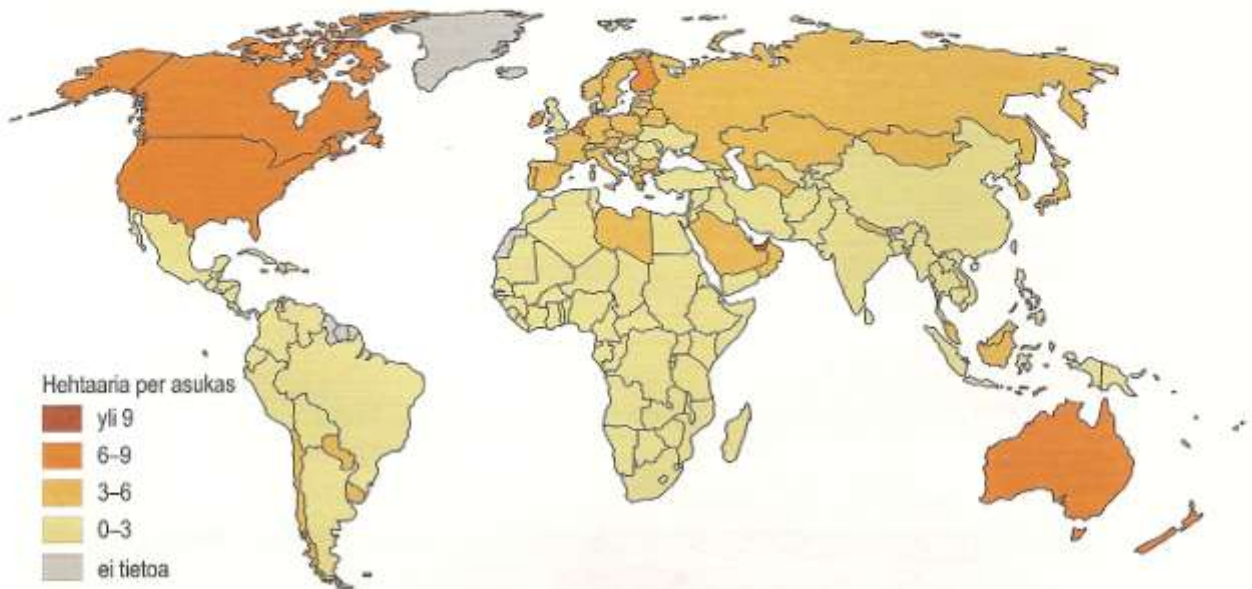 Hehtaaria per asukas
yli 9
6–9
3–6
0–3
ei tietoa